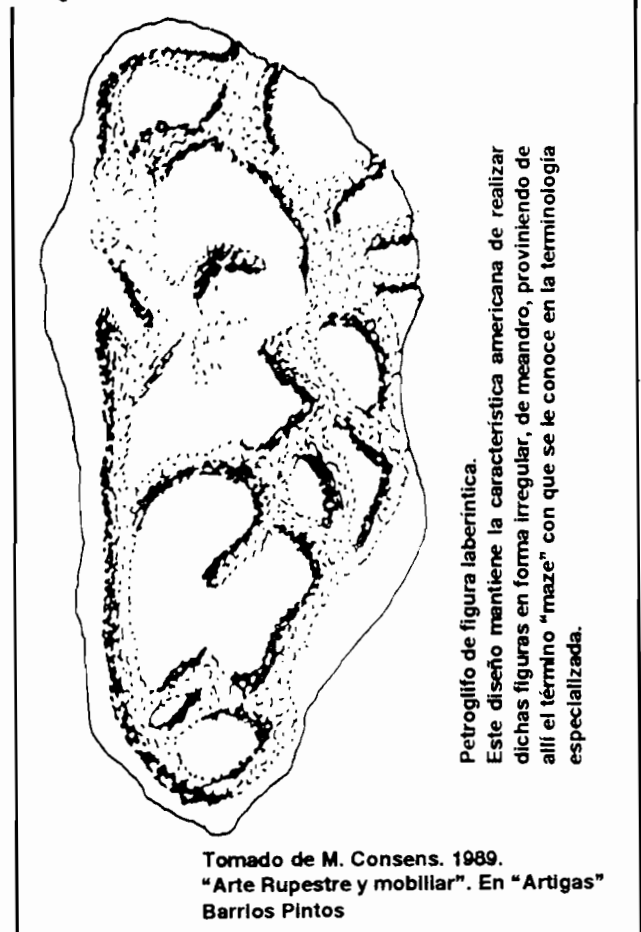 Petroglifo de figura laberíntica.
Este diseño mantiene la característica americana de realizar
dichas figuras en forma irregular, de meandro, proviniendo de
allí el término "maze" con que se le conoce en la terminología
especializada.
Tomado de M. Consens. 1989.
"Arte Rupestre y mobiliar". En "Artigas"
Barrios Pintos